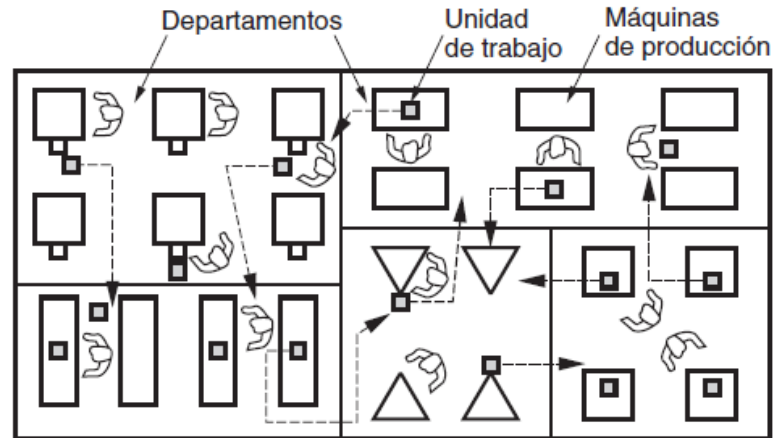 Departamentos
Unidad
de trabajo
Máquinas
de producción